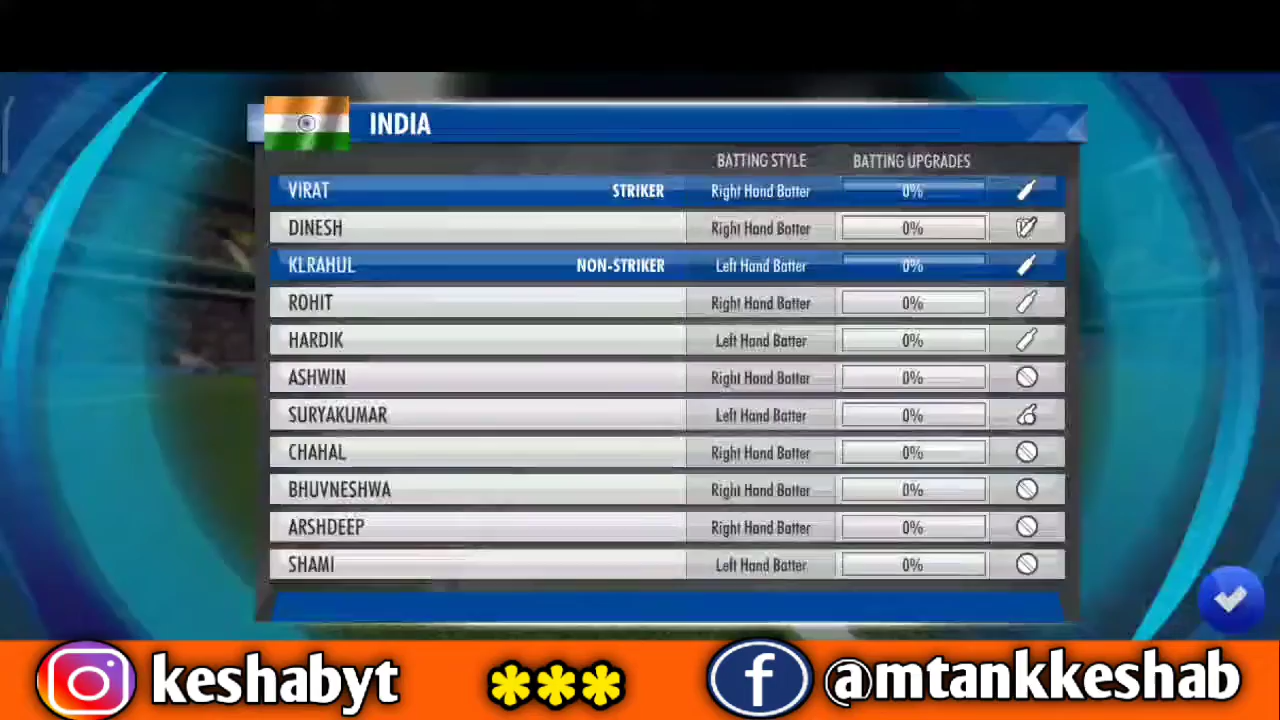 INDIA
BATTING STYLE BATTING UPGRADES
VIRAT STRIKER Right Hand Batter 0%
DINESH Right Hand Batter 0%
KLRAHUL NON-STRIKER Left Hand Batter 0%
ROHIT Right Hand Batter 0%
HARDIK Left Hand Batter 0%
ASHWIN Right Hand Batter 0%
SURYAKUMAR Left Hand Batter 0%
CHAHAL Right Hand Batter 0%
BHUVNESHWA Right Hand Batter 0%
ARSHDEEP Right Hand Batter 0%
SHAMI Left Hand Batter 0%
keshabyt *** f @mtankkeshab